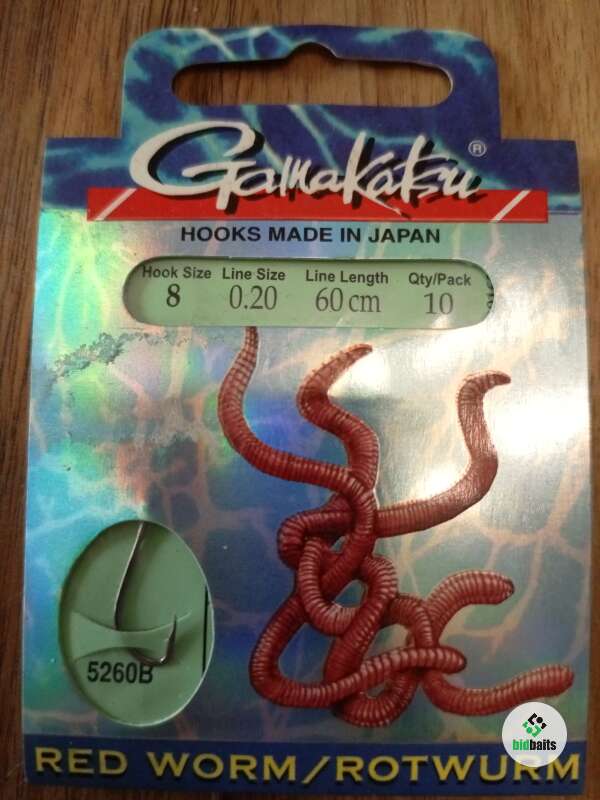 Gamakatsu®
HOOKS MADE IN JAPAN
Hook Size Line Size Line Length Qty/Pack
8 0.20 60 cm 10
5260B
bidbaits
RED WORM/ROTWURM